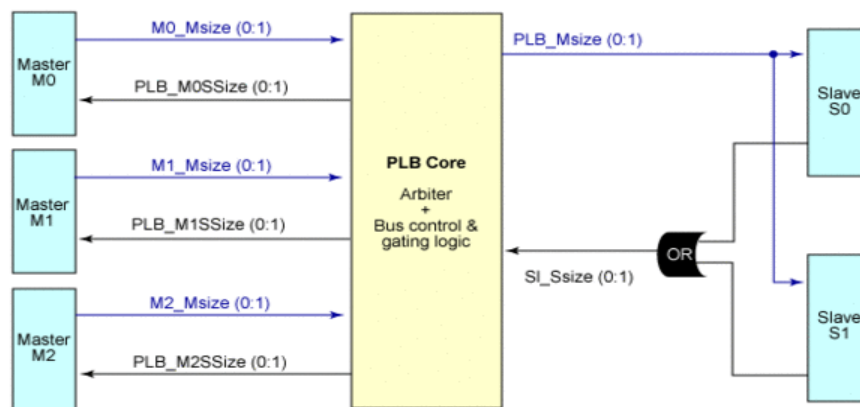 M0_Msize (0:1)
Master
M0
PLB_M0SSize (0:1)
M1_Msize (0:1)
Master
M1
PLB_M1SSize (0:1)
M2_Msize (0:1)
Master
M2
PLB_M2SSize (0:1)
PLB Core
Arbiter
+
Bus control &
gating logic
PLB_Msize (0:1)
Slave
S0
OR
Sl_Ssize (0:1)
Slave
S1